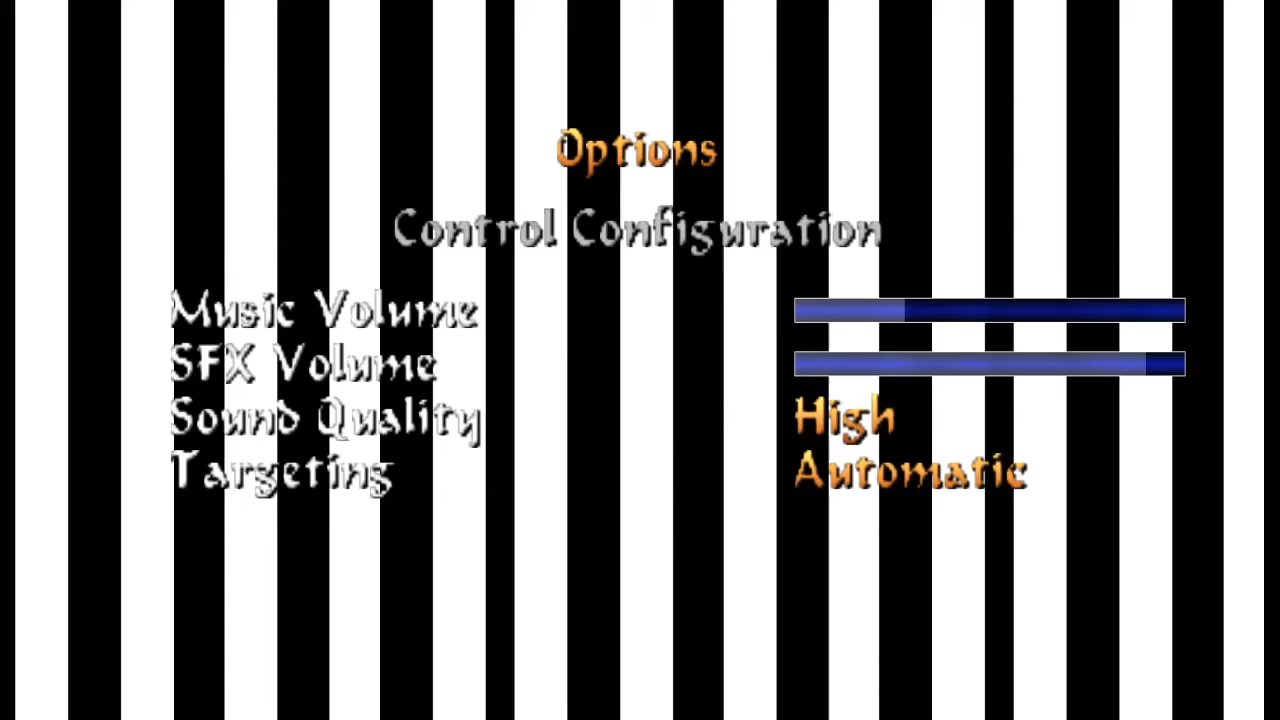 Options
Control Configuration
Music Volume
SFX Volume
Sound Quality High
Targeting Automatic